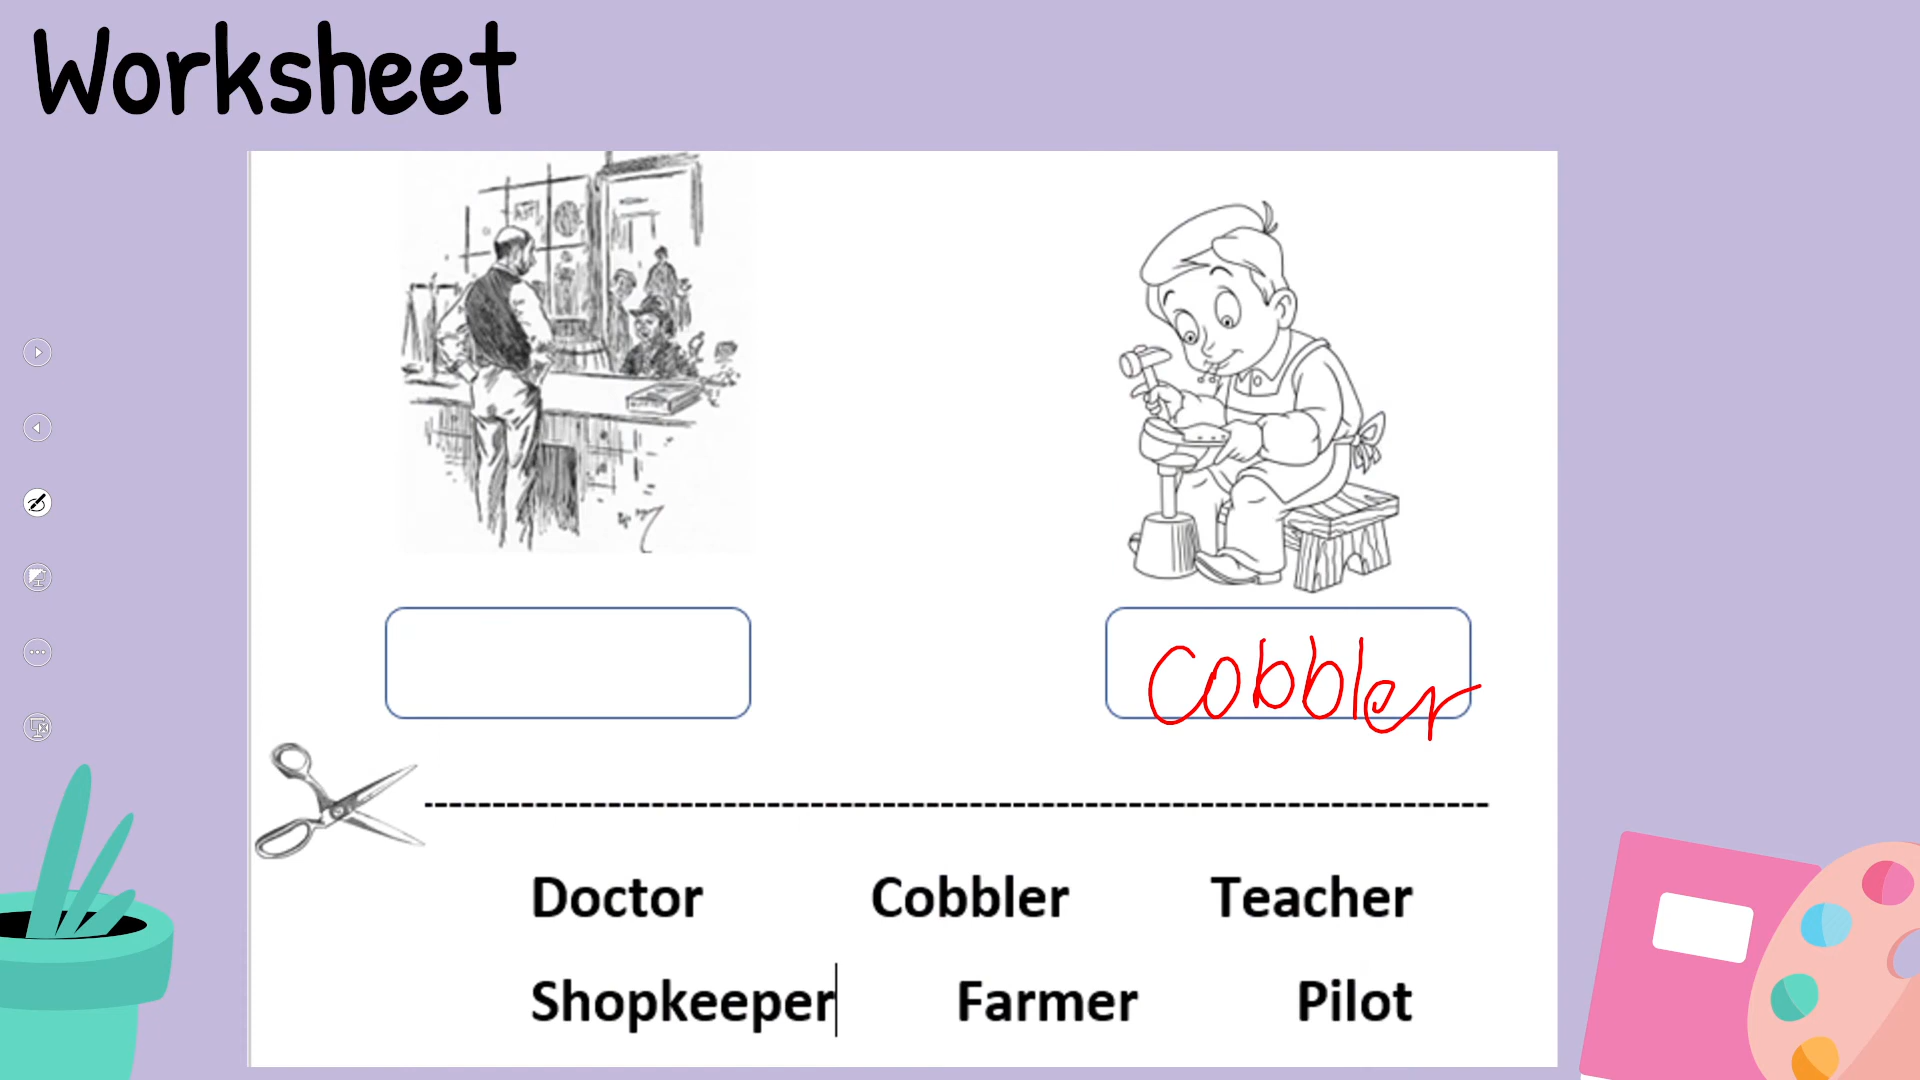 Worksheet
Cobbler
Doctor Cobbler Teacher
Shopkeeper Farmer Pilot